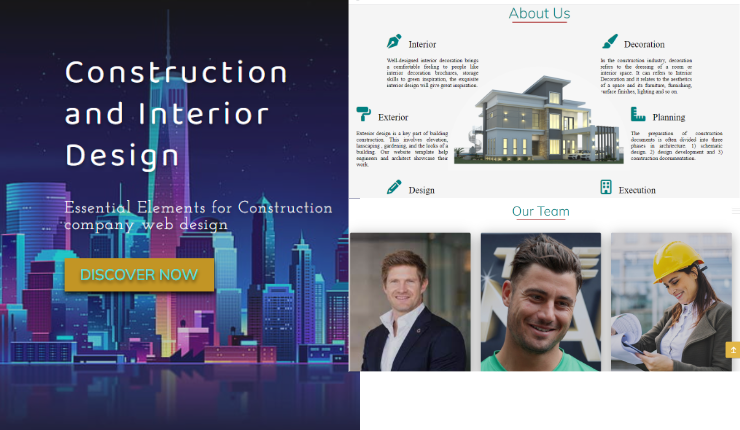 Construction
and Interior
Design
Essential Elements for Construction
company web design
DISCOVER NOW
About Us
Interior
Well-designed interior decoration brings
a comfortable feeling to people like
interior decoration brochures, storage
skills to green inspiration, the exquisite
interior design will give great inspiration.
Decoration
In the construction industry, decoration
refers to the dressing of a room or
interior space. It can refers to Interior
Decoration and it relates to the aesthetics
of a space and its furniture, furnishing,
surface finishes, lighting and so on.
Exterior
Exterior design is a key part of building
construction. This involves elevation,
lanscaping , gardening, and the looks of a
building. Our website template help
engineers and architect showcase their
work.
Planning
The preparation of construction
documents is often divided into three
phases in architecture 1) schematic
design. 2) design development and 3)
construction documentation.
Design
Execution
Our Team